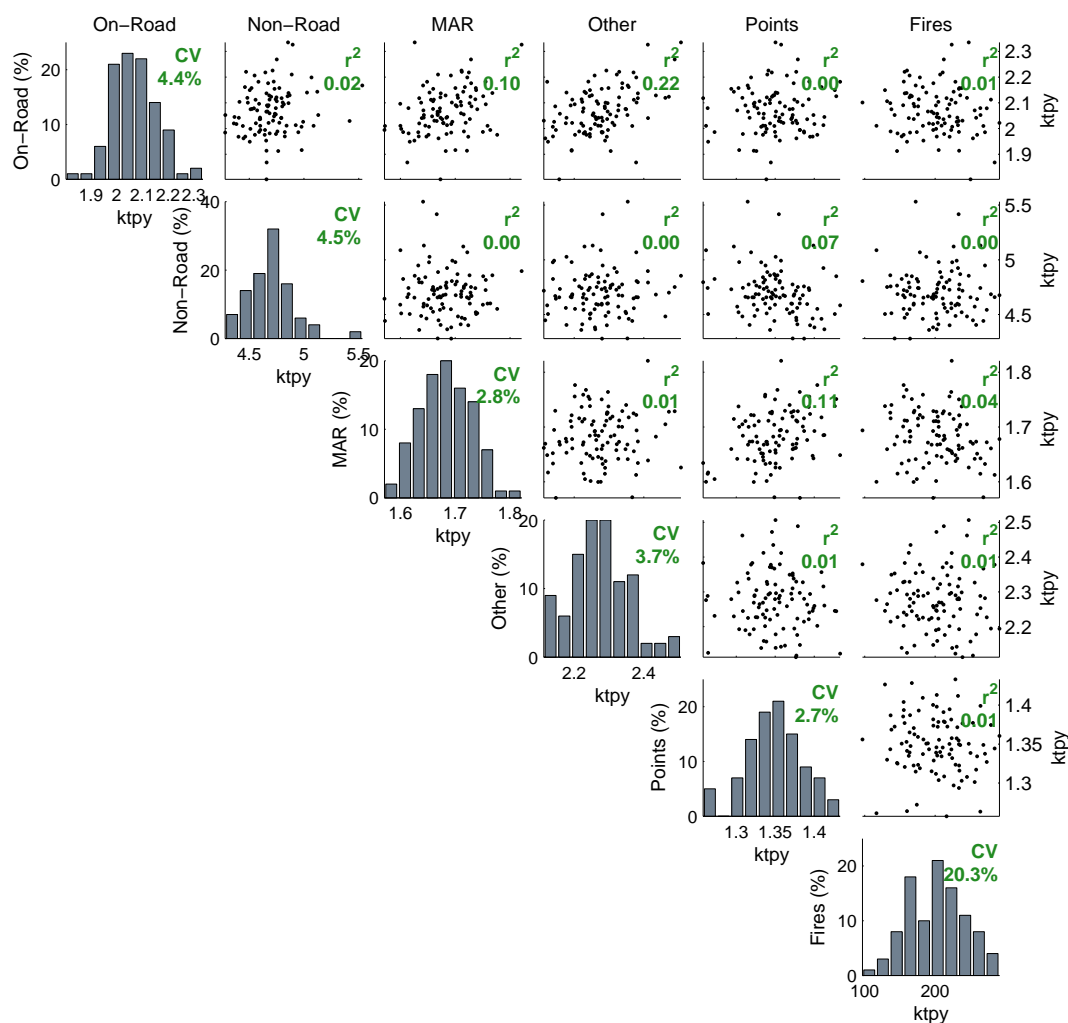 On−Road
Non−Road
MAR
Other
Points
Fires
On−Road (%)
20
10
0
CV
4.4%
r2
0.02
r2
0.10
r2
0.22
r2
0.00
r2
0.01
2.3
2.2
2.1
2
1.9
ktpy
1.9 2 2.1 2.2 2.3
ktpy
Non−Road (%)
40
20
0
CV
4.5%
r2
0.00
r2
0.00
r2
0.07
r2
0.00
5.5
5
4.5
ktpy
4.5 5 5.5
ktpy
MAR (%)
20
10
0
CV
2.8%
r2
0.01
r2
0.11
r2
0.04
1.8
1.7
1.6
ktpy
1.6 1.7 1.8
ktpy
Other (%)
20
10
0
CV
3.7%
r2
0.01
r2
0.01
2.5
2.4
2.3
2.2
ktpy
2.2 2.4
ktpy
Points (%)
20
10
0
CV
2.7%
r2
0.01
1.4
1.35
1.3
ktpy
1.3 1.35 1.4
ktpy
Fires (%)
20
10
0
CV
20.3%
100 200
ktpy